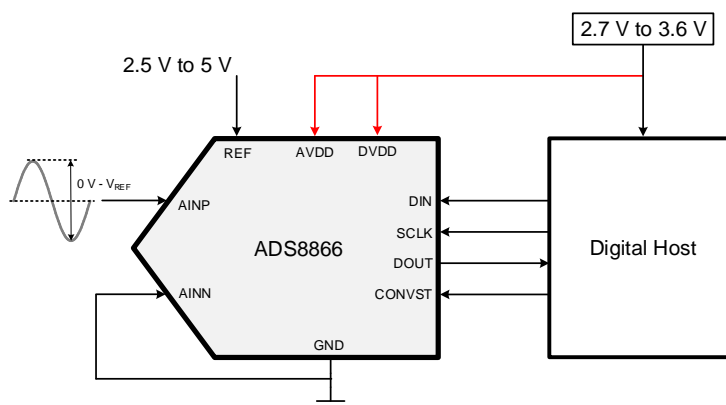 2.7 V to 3.6 V
2.5 V to 5 V
REF
AVDD
DVDD
0 V - VREF
AINP
DIN
SCLK
ADS8866
DOUT
Digital Host
AINN
CONVST
GND